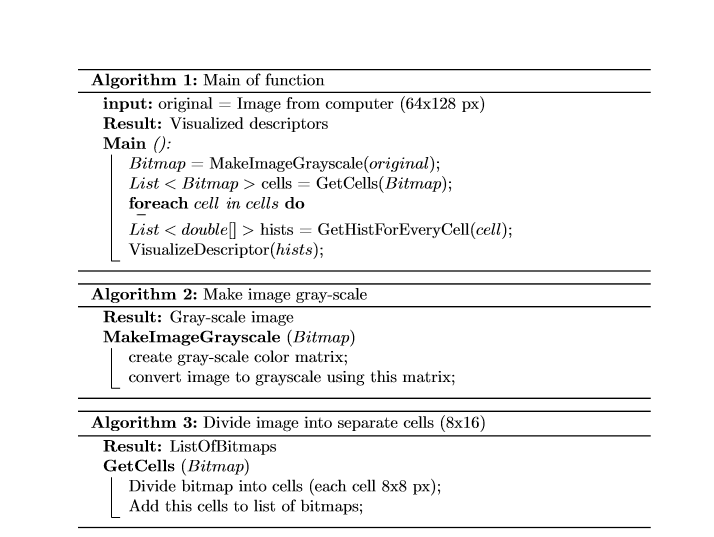 Algorithm 1: Main of function
input: original = Image from computer (64x128 px)
Result: Visualized descriptors
Main ():
Bitmap = MakeImageGrayscale(original);
List < Bitmap > cells = GetCells(Bitmap);
foreach cell in cells do
List < double[] > hists = GetHistForEveryCell(cell);
VisualizeDescriptor(hists);
Algorithm 2: Make image gray-scale
Result: Gray-scale image
MakeImageGrayscale (Bitmap)
create gray-scale color matrix;
convert image to grayscale using this matrix;
Algorithm 3: Divide image into separate cells (8x16)
Result: ListOfBitmaps
GetCells (Bitmap)
Divide bitmap into cells (each cell 8x8 px);
Add this cells to list of bitmaps;